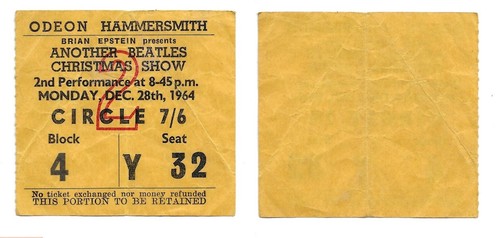 ODEON HAMMERSMITH
BRIAN EPSTEIN presents
ANOTHER BEATLES
CHRISTMAS SHOW
2nd Performance at 8-45 p.m.
MONDAY, DEC. 28th, 1964
2
CIRCLE 7/6
Block Seat
4 Y 32
No ticket exchanged nor money refunded
THIS PORTION TO BE RETAINED